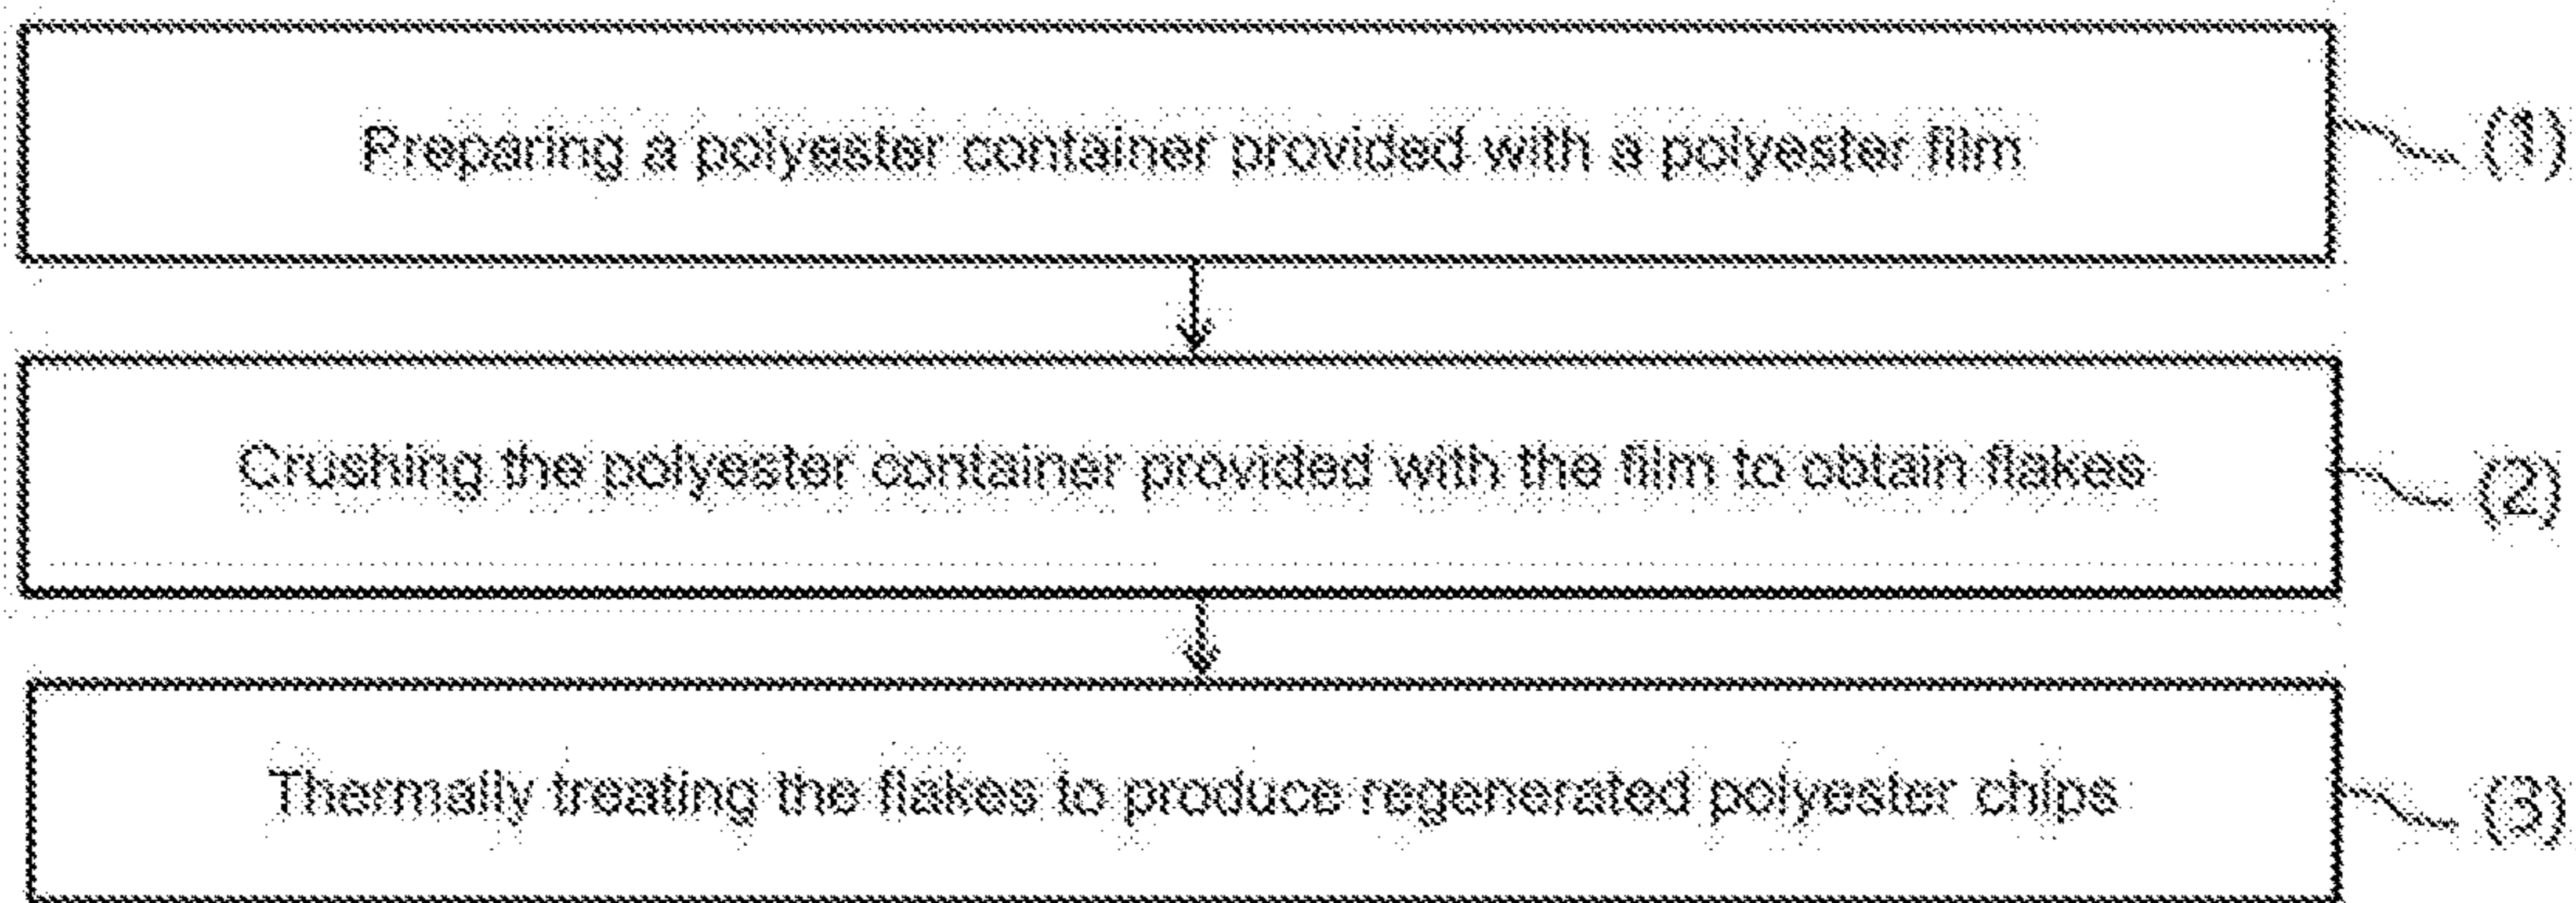 Preparing a polyester container provided with a polyester film (1)
Crushing the polyester container provided with the film to obtain flakes (2)
Thermally treating the flakes to produce regenerated polyester chips (3)